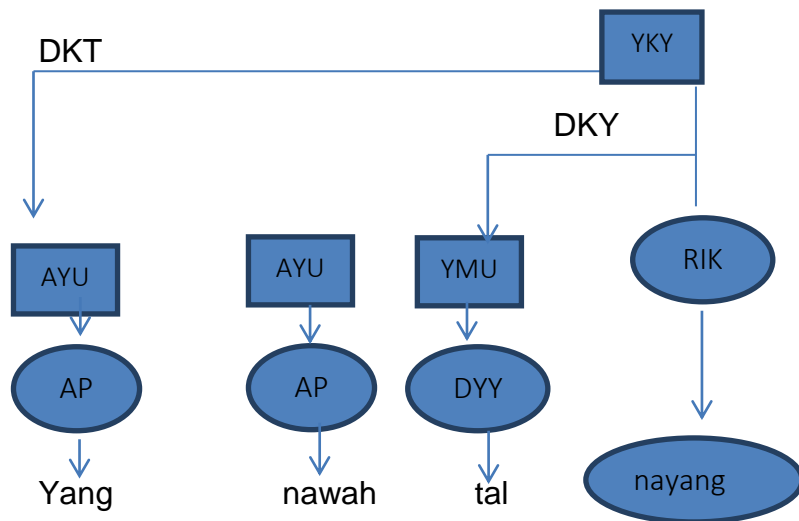 YKY
DKT
DKY
AYU
AYU
YMU
RIK
AP
AP
DYY
Yang
nawah
tal
nayang